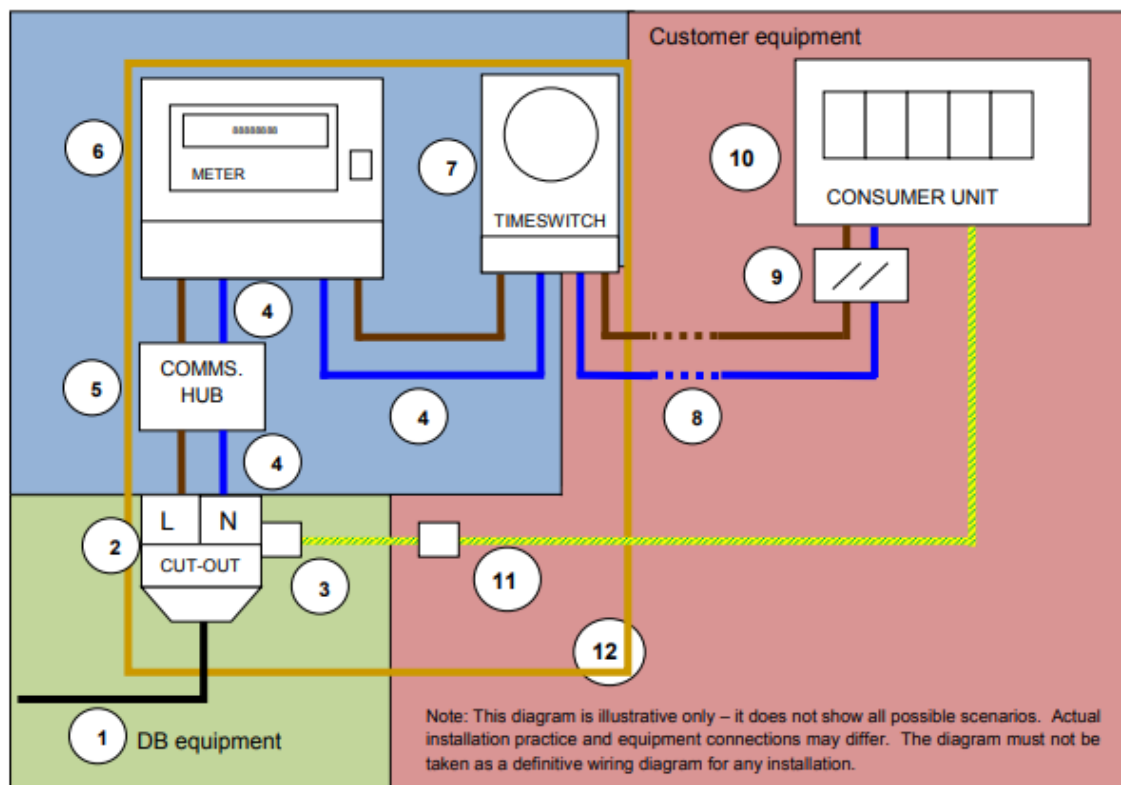 Customer equipment
88888888
6
METER
7
TIMESWITCH
10
CONSUMER UNIT
9
4
5
COMMS.
HUB
4
8
4
L N
2
CUT-OUT
3
11
12
1
DB equipment
Note: This diagram is illustrative only – it does not show all possible scenarios. Actual
installation practice and equipment connections may differ. The diagram must not be
taken as a definitive wiring diagram for any installation.